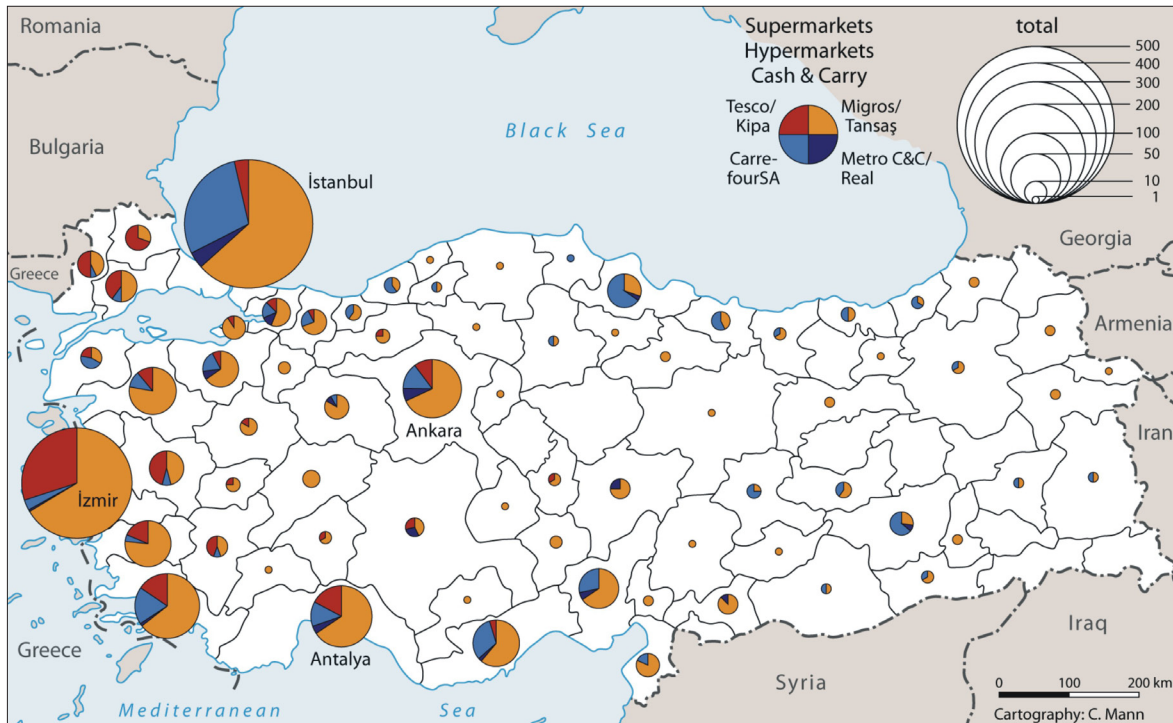 Romania
Bulgaria
Greece
Black Sea
Supermarkets
Hypermarkets
Cash & Carry
Tesco/
Kipa
Migros/
Tansaş
Carre-
fourSA
Metro C&C/
Real
total
500
400
300
200
100
50
10
1
Georgia
Armenia
Iran
Iraq
Syria
İstanbul
Ankara
İzmir
Antalya
Greece
Mediterranean Sea
0 100 200 km
Cartography: C. Mann